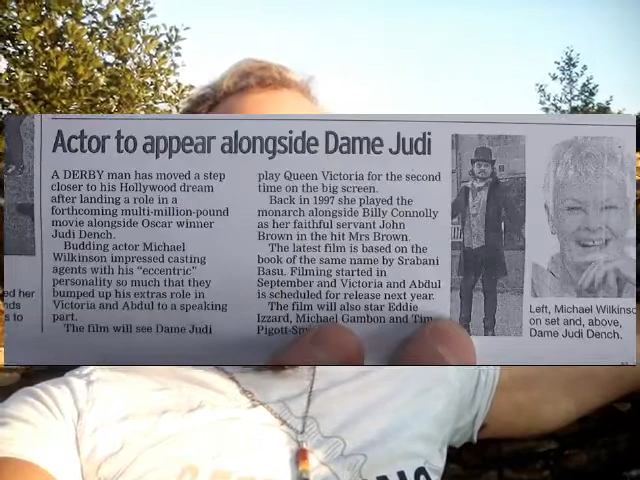 Actor to appear alongside Dame Judi
A DERBY man has moved a step
closer to his Hollywood dream
after landing a role in a
forthcoming multi-million-pound
movie alongside Oscar winner
Judi Dench.
Budding actor Michael
Wilkinson impressed casting
agents with his "eccentric"
personality so much that they
bumped up his extras role in
Victoria and Abdul to a speaking
part.
The film will see Dame Judi
play Queen Victoria for the second
time on the big screen.
Back in 1997 she played the
monarch alongside Billy Connolly
as her faithful servant John
Brown in the hit Mrs Brown.
The latest film is based on the
book of the same name by Srabani
Basu. Filming started in
September and Victoria and Abdul
is scheduled for release next year.
The film will also star Eddie
Izzard, Michael Gambon and Tim
Left, Michael Wilkinso
on set and, above,
Dame Judi Dench.
ed her
nds
s to